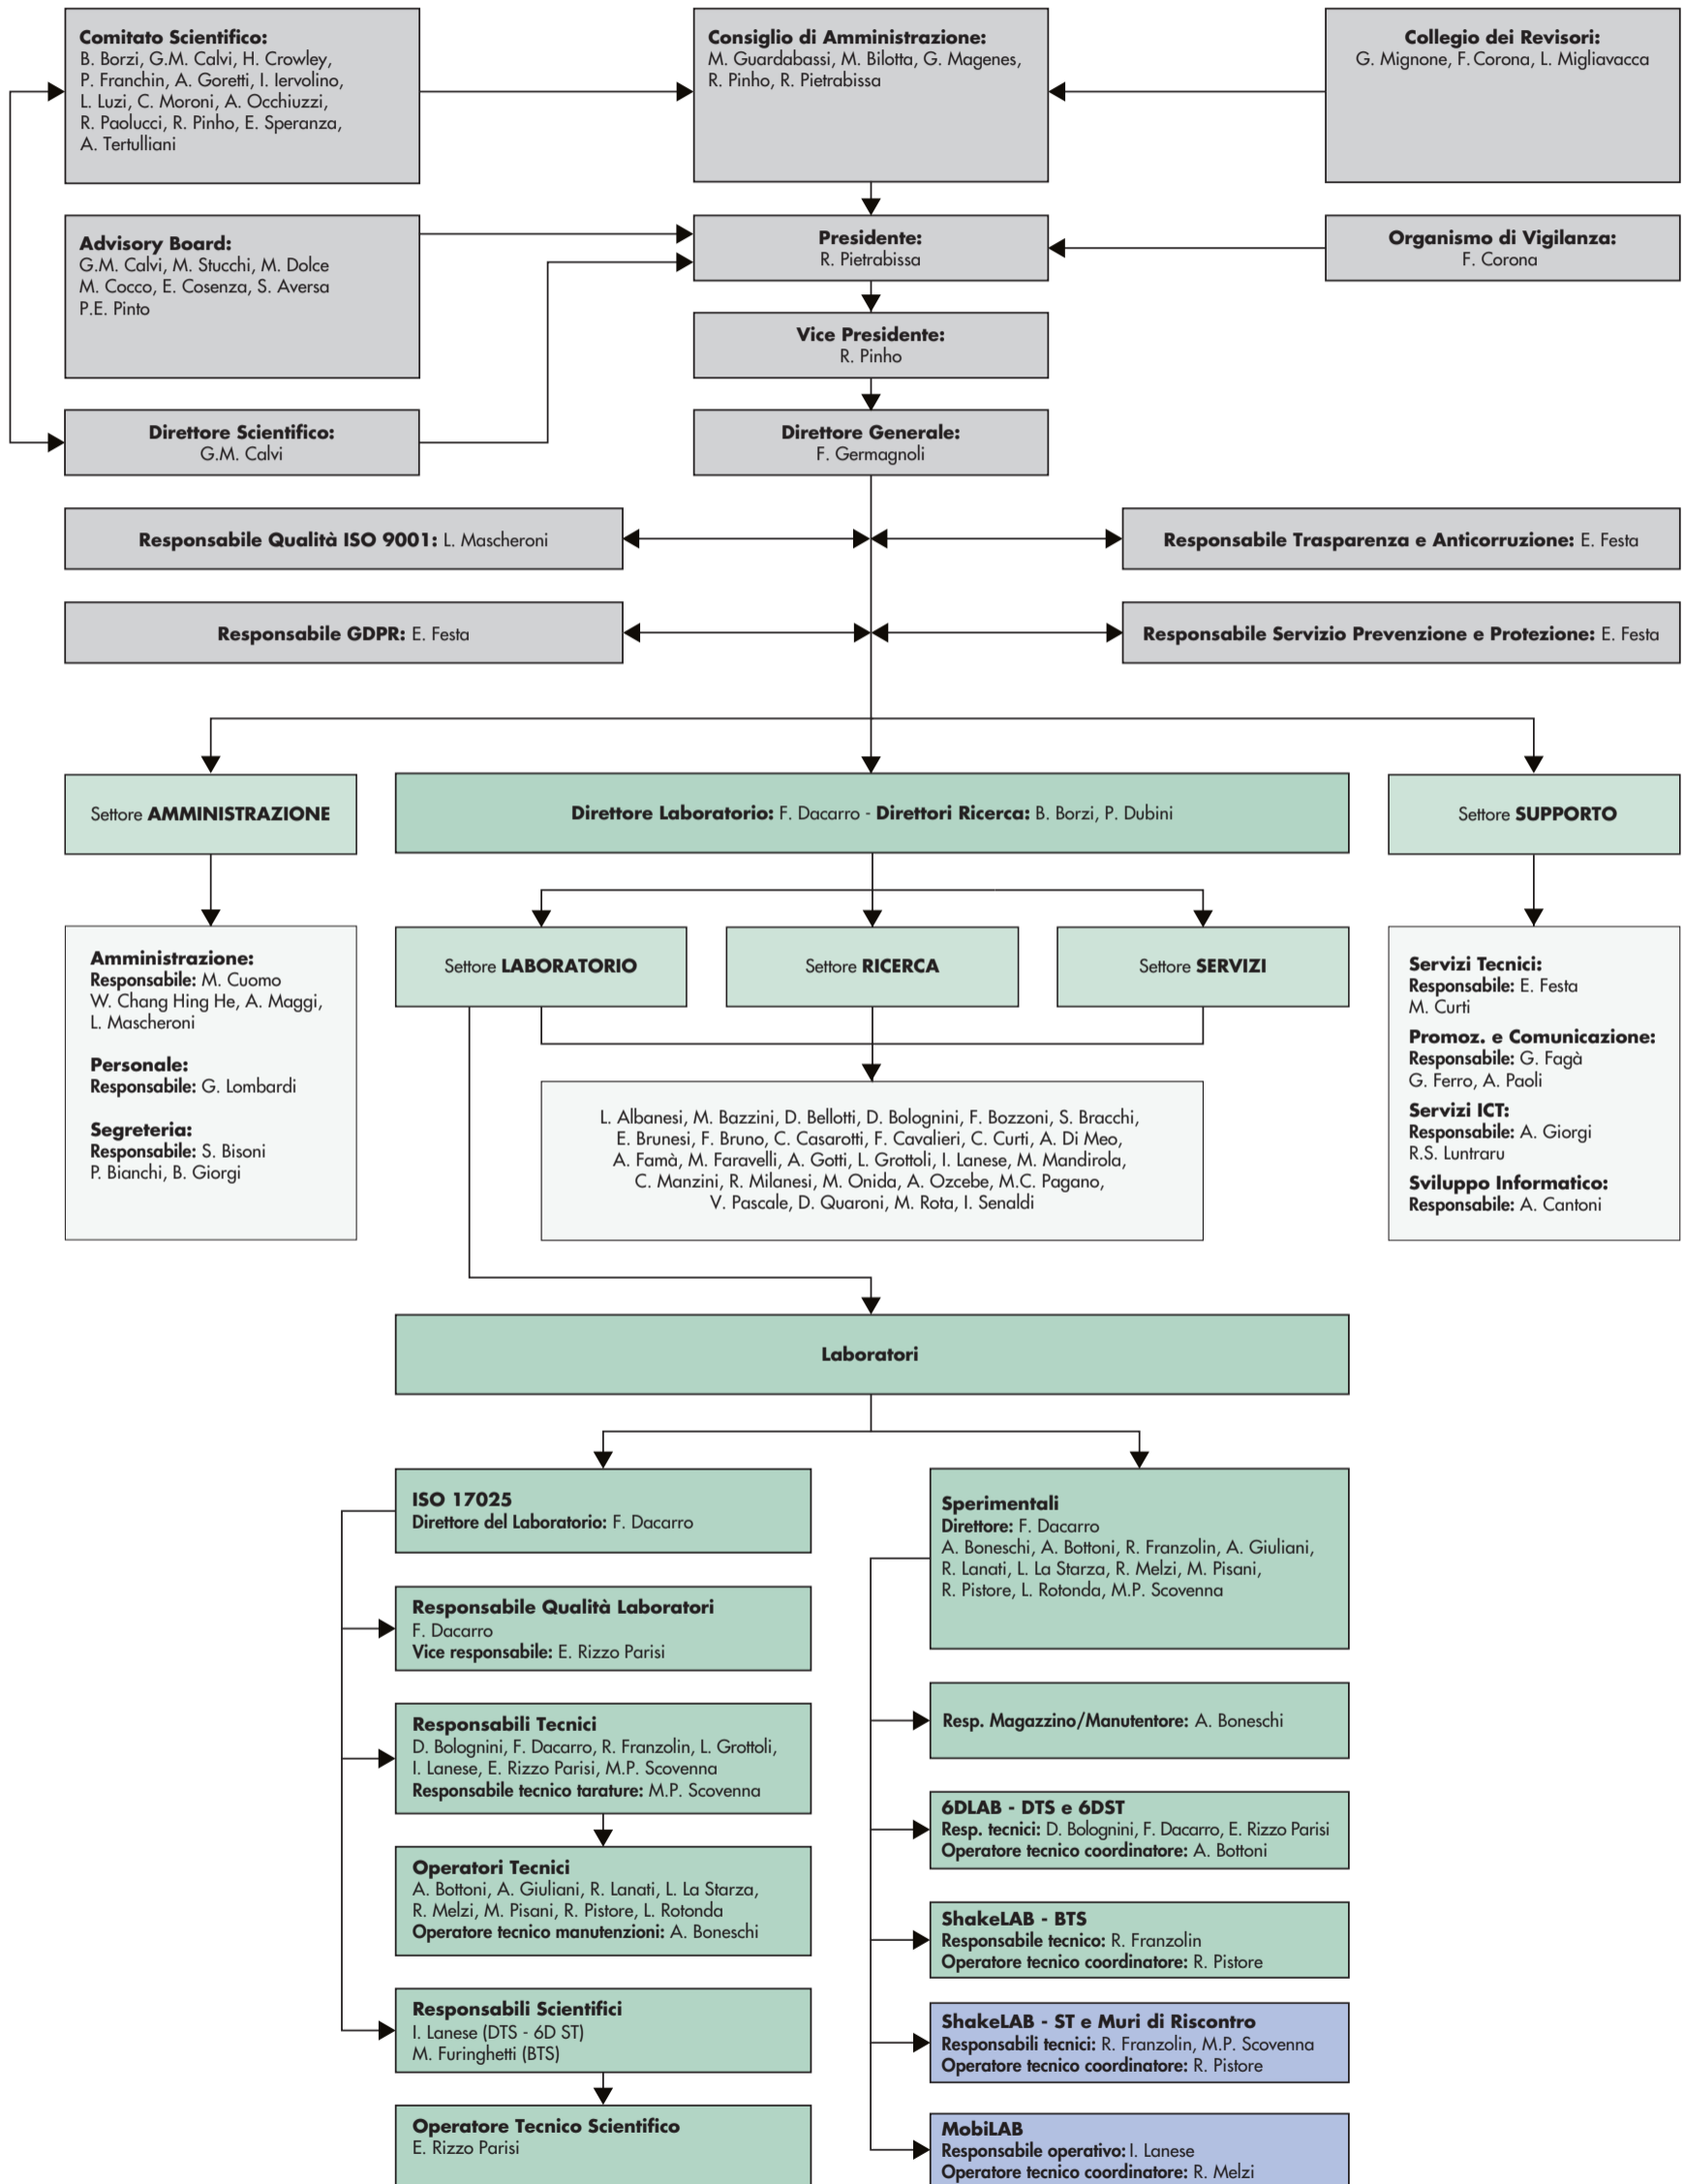 Comitato Scientifico:
B. Borzi, G.M. Calvi, H. Crowley,
P. Franchin, A. Goretti, I. Iervolino,
L. Luzi, C. Moroni, A. Occhiuzzi,
R. Paolucci, R. Pinho, E. Speranza,
A. Tertulliani
Consiglio di Amministrazione:
M. Guardabassi, M. Bilotta, G. Magenes,
R. Pinho, R. Pietrabissa
Collegio dei Revisori:
G. Mignone, F. Corona, L. Migliavacca
Advisory Board:
G.M. Calvi, M. Stucchi, M. Dolce
M. Cocco, E. Cosenza, S. Aversa
P.E. Pinto
Presidente:
R. Pietrabissa
Organismo di Vigilanza:
F. Corona
Vice Presidente:
R. Pinho
Direttore Scientifico:
G.M. Calvi
Direttore Generale:
F. Germagnoli
Responsabile Qualità ISO 9001: L. Mascheroni
Responsabile Trasparenza e Anticorruzione: E. Festa
Responsabile GDPR: E. Festa
Responsabile Servizio Prevenzione e Protezione: E. Festa
Settore AMMINISTRAZIONE
Direttore Laboratorio: F. Dacarro - Direttori Ricerca: B. Borzi, P. Dubini
Settore SUPPORTO
Amministrazione:
Responsabile: M. Cuomo
W. Chang Hing He, A. Maggi,
L. Mascheroni
Personale:
Responsabile: G. Lombardi
Segreteria:
Responsabile: S. Bisoni
P. Bianchi, B. Giorgi
Settore LABORATORIO
Settore RICERCA
Settore SERVIZI
L. Albanesi, M. Bazzini, D. Bellotti, D. Bolognini, F. Bozzoni, S. Bracchi,
E. Brunesi, F. Bruno, C. Casarotti, F. Cavalieri, C. Curti, A. Di Meo,
A. Famà, M. Faravelli, A. Gotti, L. Grottoli, I. Lanese, M. Mandirola,
C. Manzini, R. Milanesi, M. Onida, A. Ozcebe, M.C. Pagano,
V. Pascale, D. Quaroni, M. Rota, I. Senaldi
Servizi Tecnici:
Responsabile: E. Festa
M. Curti
Promoz. e Comunicazione:
Responsabile: G. Fagà
G. Ferro, A. Paoli
Servizi ICT:
Responsabile: A. Giorgi
R.S. Luntraru
Sviluppo Informatico:
Responsabile: A. Cantoni
Laboratori
ISO 17025
Direttore del Laboratorio: F. Dacarro
Responsabile Qualità Laboratori
F. Dacarro
Vice responsabile: E. Rizzo Parisi
Responsabili Tecnici
D. Bolognini, F. Dacarro, R. Franzolin, L. Grottoli,
I. Lanese, E. Rizzo Parisi, M.P. Scovenna
Responsabile tecnico tarature: M.P. Scovenna
Operatori Tecnici
A. Bottoni, A. Giuliani, R. Lanati, L. La Starza,
R. Melzi, M. Pisani, R. Pistore, L. Rotonda
Operatore tecnico manutenzioni: A. Boneschi
Responsabili Scientifici
I. Lanese (DTS - 6D ST)
M. Furinghetti (BTS)
Operatore Tecnico Scientifico
E. Rizzo Parisi
Sperimentali
Direttore: F. Dacarro
A. Boneschi, A. Bottoni, R. Franzolin, A. Giuliani,
R. Lanati, L. La Starza, R. Melzi, M. Pisani,
R. Pistore, L. Rotonda, M.P. Scovenna
Resp. Magazzino/Manutentore: A. Boneschi
6DLAB - DTS e 6DST
Resp. tecnici: D. Bolognini, F. Dacarro, E. Rizzo Parisi
Operatore tecnico coordinatore: A. Bottoni
ShakeLAB - BTS
Responsabile tecnico: R. Franzolin
Operatore tecnico coordinatore: R. Pistore
ShakeLAB - ST e Muri di Riscontro
Responsabili tecnici: R. Franzolin, M.P. Scovenna
Operatore tecnico coordinatore: R. Pistore
MobiLAB
Responsabile operativo: I. Lanese
Operatore tecnico coordinatore: R. Melzi